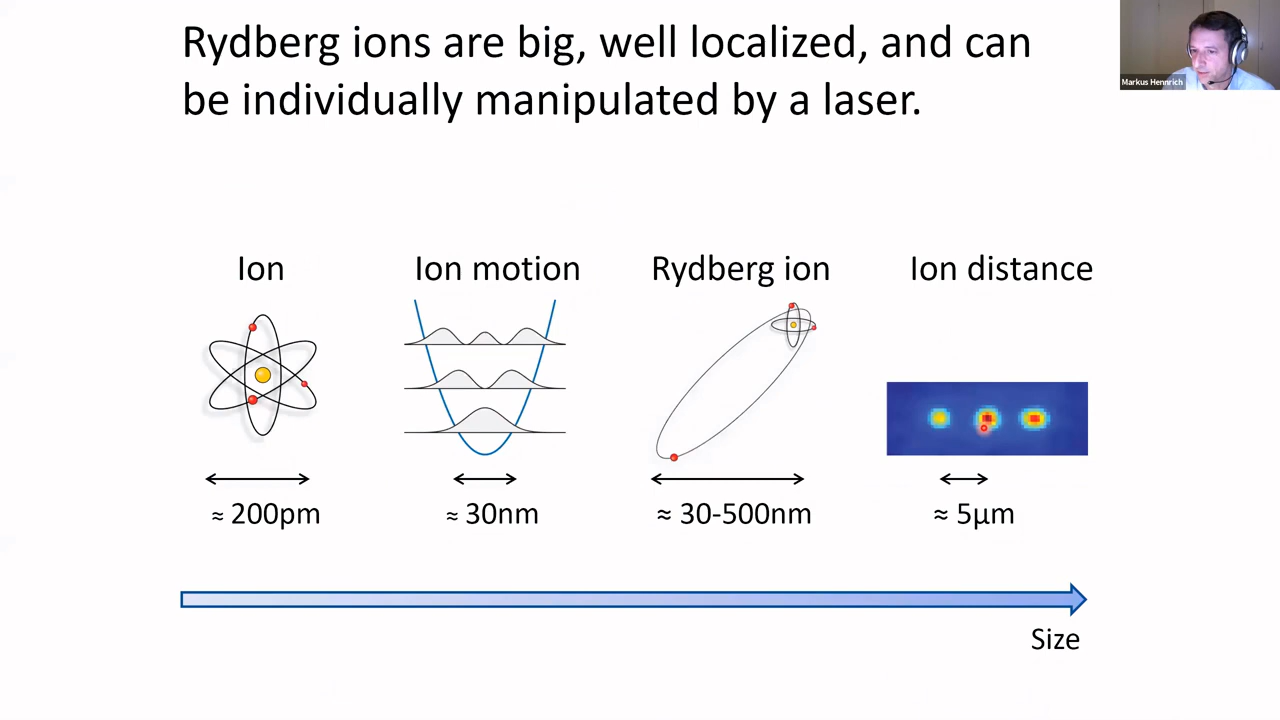 Rydberg ions are big, well localized, and can
be individually manipulated by a laser.
Markus Hennrich
Ion
Ion motion
Rydberg ion
Ion distance
≈ 200pm
≈ 30nm
≈ 30-500nm
≈ 5µm
Size